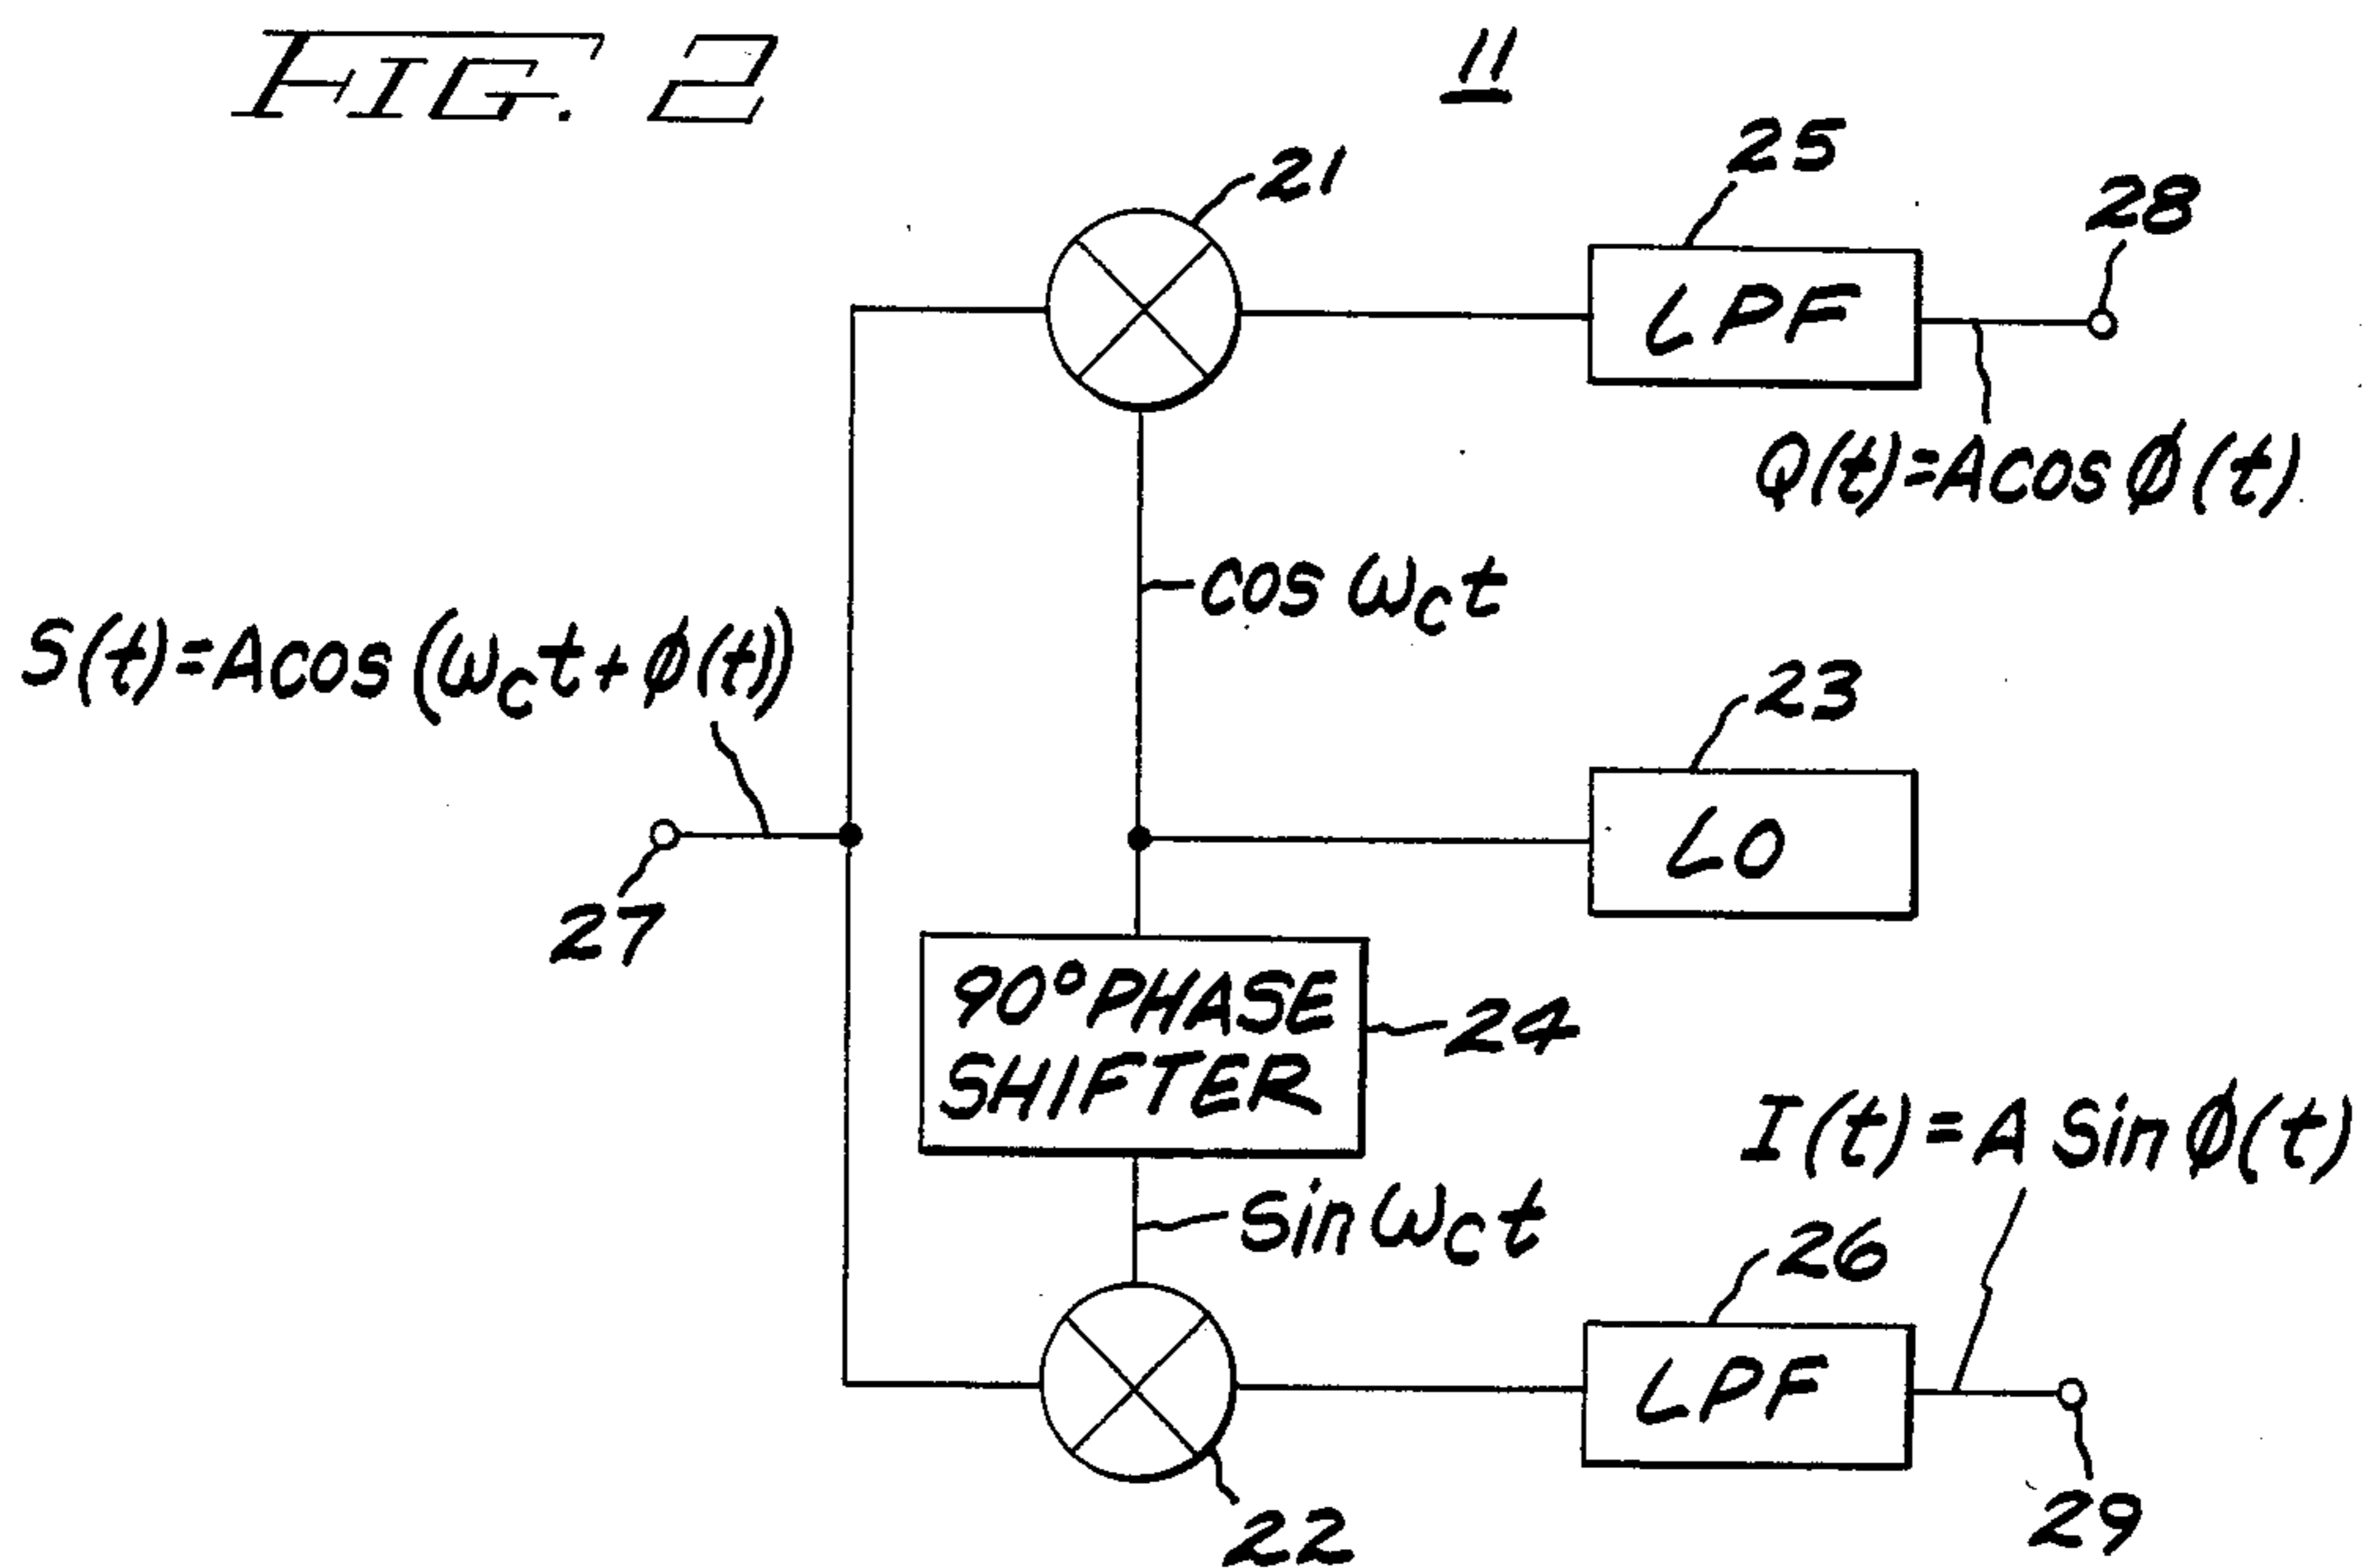 FIG. 2
11
21
25
28
LPF
Q(t)=Acos ϕ(t)
cos ωct
S(t)=Acos(ωct+ϕ(t))
23
LO
27
90° PHASE
SHIFTER
24
I(t)=A Sin ϕ(t)
sin ωct
26
LPF
22
29